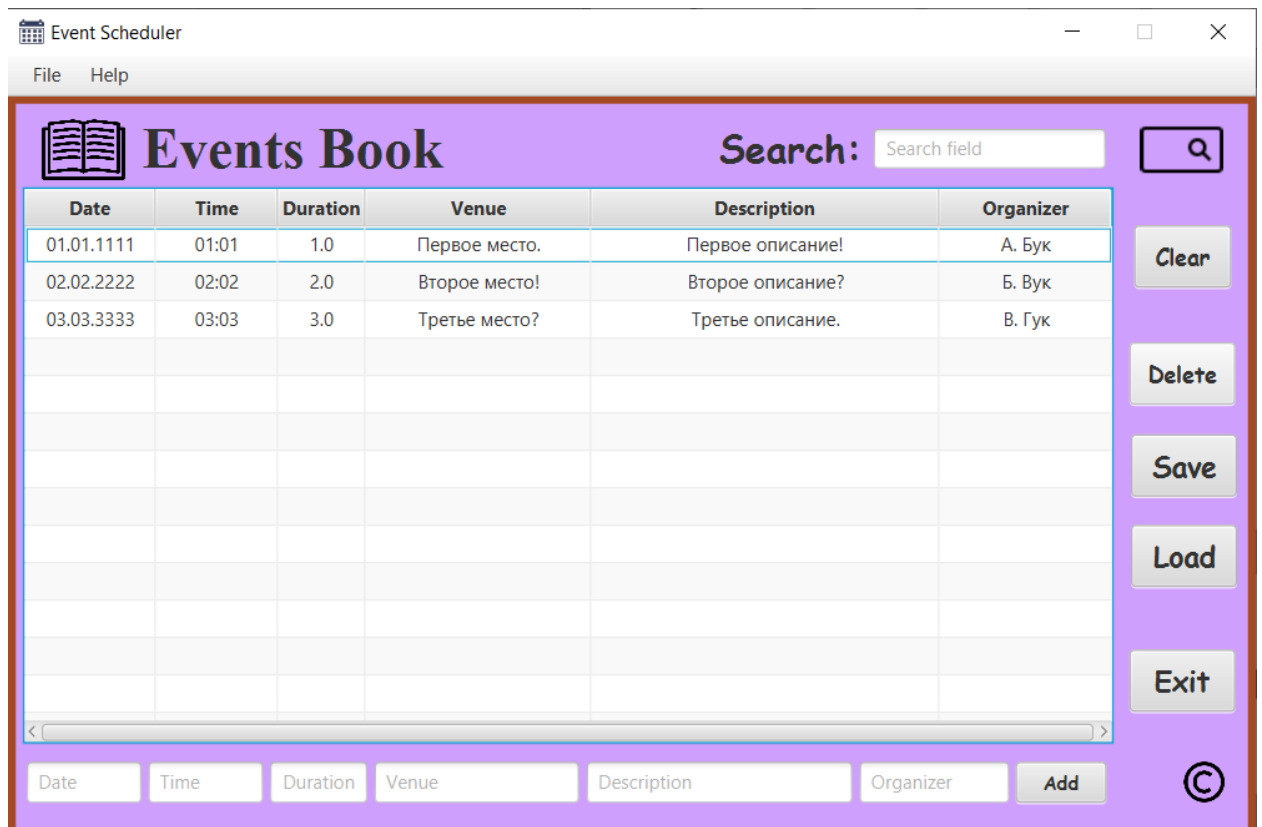 Event Scheduler
File Help
Events Book Search: Search field
Date Time Duration Venue Description Organizer
01.01.1111 01:01 1.0 Первое место. Первое описание! А. Бук
Clear
02.02.2222 02:02 2.0 Второе место! Второе описание? Б. Вук
03.03.3333 03:03 3.0 Третье место? Третье описание. В. Гук
Delete
Save
Load
Exit
Date Time Duration Venue Description Organizer Add ©